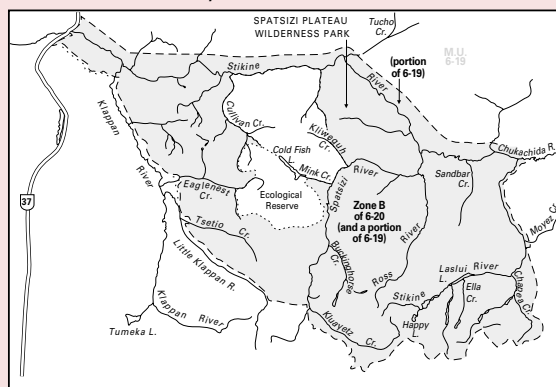 SPATSIZI PLATEAU
WILDERNESS PARK
Tucho
Cr.
M.U.
6-19
(portion
of 6-19)
Stikine
River
Klappan
River
Cullivan Cr.
Kliweguh
Cr.
Chukachida R.
Cold Fish
Mink Cr.
River
Spatsizi
Sandbar
Cr.
Eaglenest
Cr.
Ecological
Reserve
37
Zone B
of 6-20
(and a portion
of 6-19)
Moyez Cr.
Tsetio
Cr.
Little Klappan R.
Buckinghorse
Cr.
Ross
River
Laslui
L.
River
Stikine
Ella
Cr.
Chapea Cr.
Klappan
River
Tumeka L.
Kluayetz
Cr.
Happy
L.